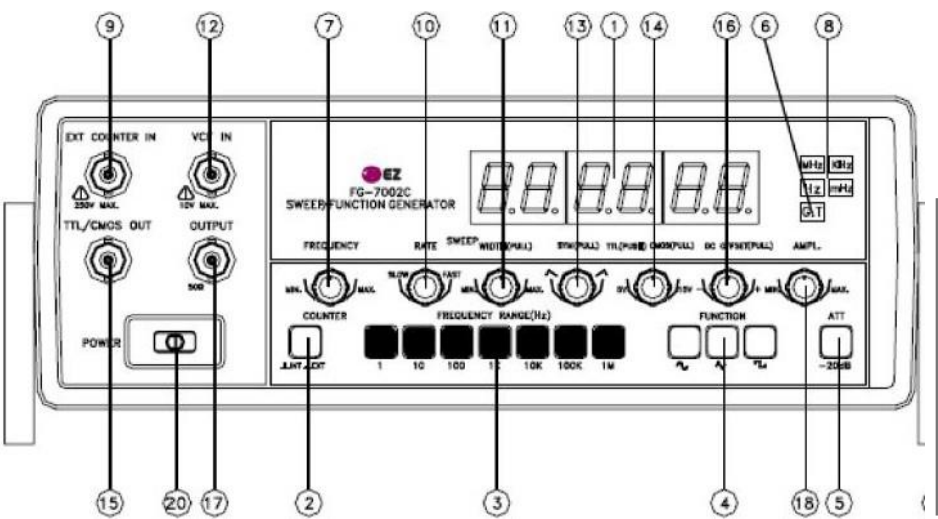 9 12 7 10 11 13 1 14 16 6 8
EXT COUNTER IN VCF IN
250V MAX. 10V MAX.
EZ
FG-7002C
SWEEP/FUNCTION GENERATOR
MHz KHz
Hz mHz
G.T
TTL/CMOS OUT OUTPUT
50Ω
FREQUENCY RATE SWEEP WIDTH(PULL) SYM(PULL) TTL(PUSH) CMOS(PULL) DC OFFSET(PULL) AMPL.
MIN. MAX. SLOW FAST MIN. MAX. 5V 15V - + MIN. MAX.
COUNTER FREQUENCY RANGE(Hz) FUNCTION ATT
POWER
INT EXT 1 10 100 1K 10K 100K 1M -20dB
15 20 17 2 3 4 18 5